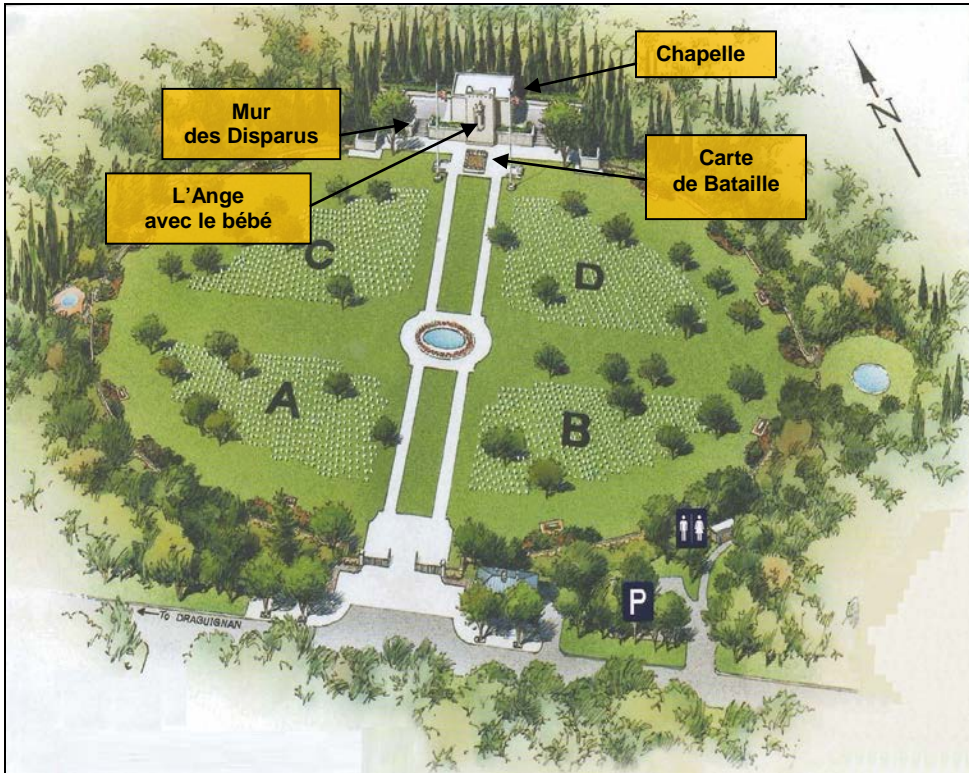 Chapelle
N
Mur
des Disparus
Carte
de Bataille
L'Ange
avec le bébé
C
D
A
B
P
To DRAGUIGNAN